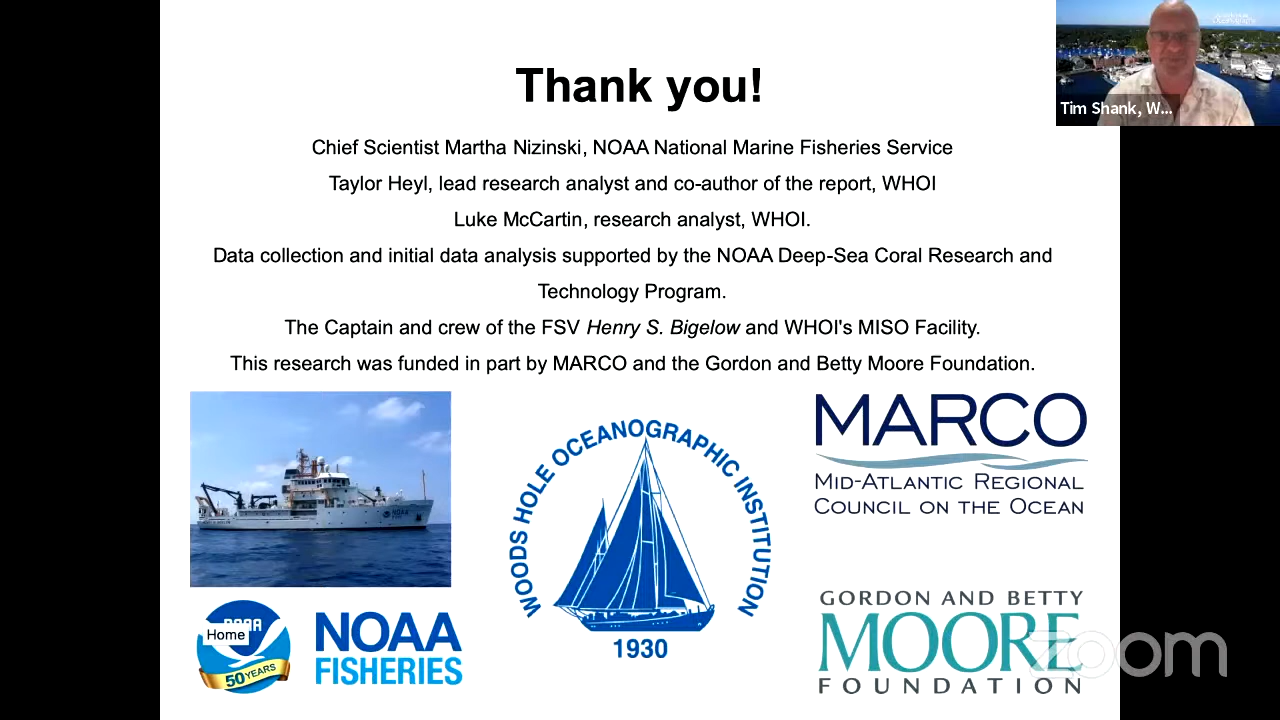 Thank you!
Tim Shank, W...
Chief Scientist Martha Nizinski, NOAA National Marine Fisheries Service
Taylor Heyl, lead research analyst and co-author of the report, WHOI
Luke McCartin, research analyst, WHOI.
Data collection and initial data analysis supported by the NOAA Deep-Sea Coral Research and
Technology Program.
The Captain and crew of the FSV Henry S. Bigelow and WHOI's MISO Facility.
This research was funded in part by MARCO and the Gordon and Betty Moore Foundation.
NOAA
WOODS HOLE OCEANOGRAPHIC INSTITUTION
1930
MARCO
MID-ATLANTIC REGIONAL
COUNCIL ON THE OCEAN
Home
50 YEARS
NOAA
FISHERIES
GORDON AND BETTY
MOORE
FOUNDATION
zoom